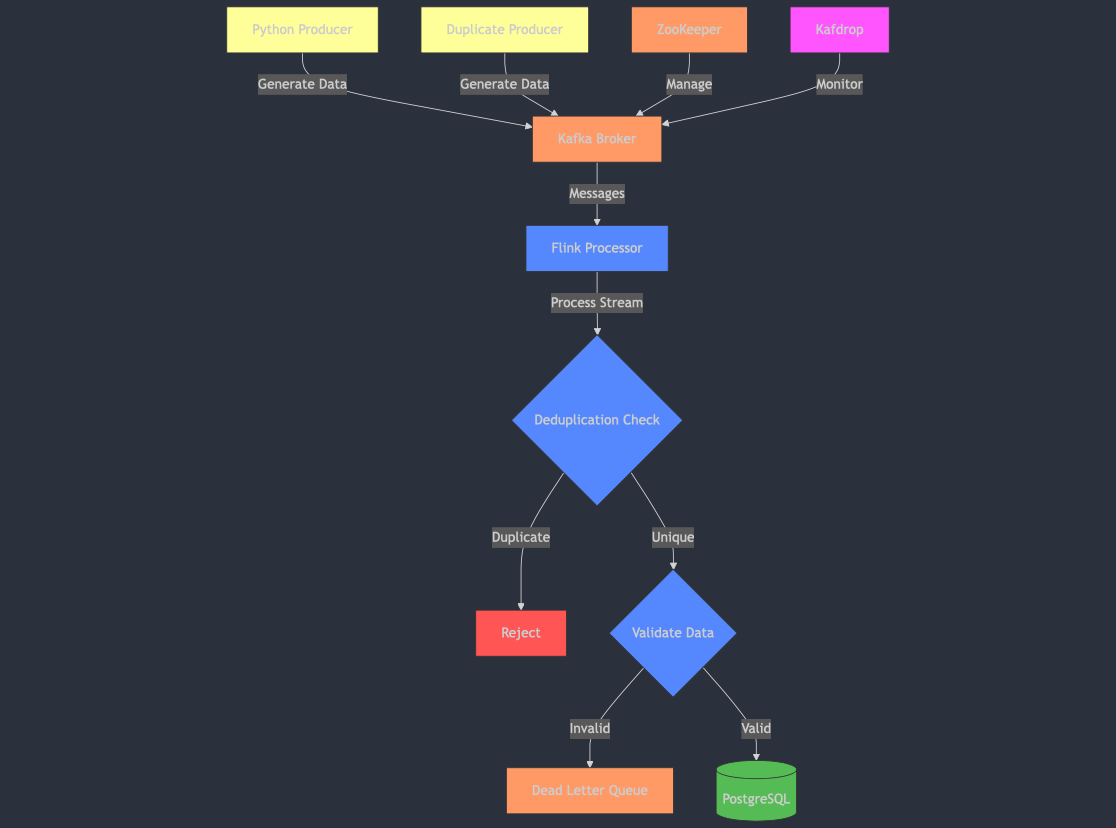 Python Producer
Duplicate Producer
ZooKeeper
Kafdrop
Generate Data
Generate Data
Manage
Monitor
Kafka Broker
Messages
Flink Processor
Process Stream
Deduplication Check
Duplicate
Unique
Reject
Validate Data
Invalid
Valid
Dead Letter Queue
PostgreSQL